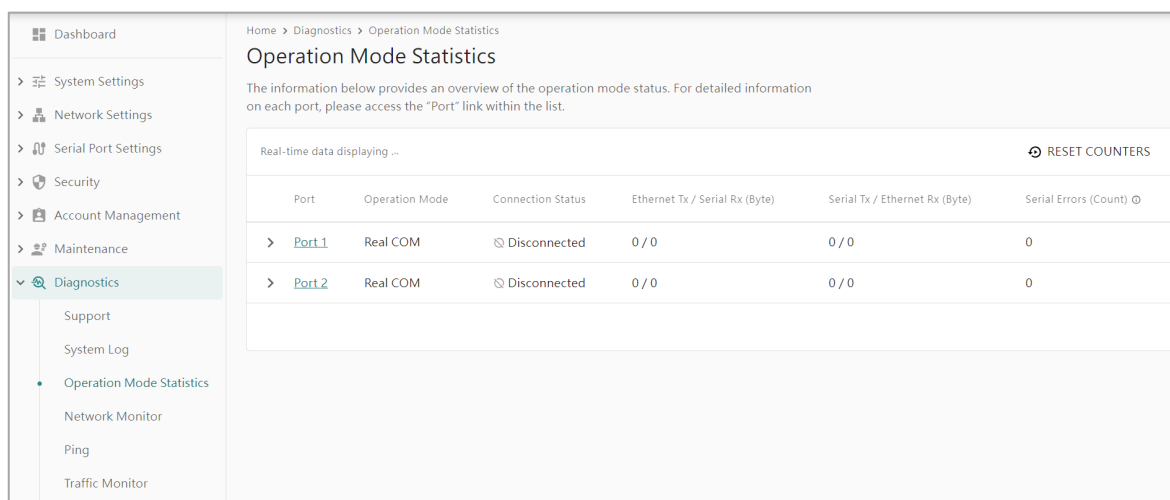 Dashboard
System Settings
Network Settings
Serial Port Settings
Security
Account Management
Maintenance
Diagnostics
Support
System Log
Operation Mode Statistics
Network Monitor
Ping
Traffic Monitor
Home > Diagnostics > Operation Mode Statistics
Operation Mode Statistics
The information below provides an overview of the operation mode status. For detailed information
on each port, please access the “Port” link within the list.
Real-time data displaying ...
RESET COUNTERS
Port Operation Mode Connection Status Ethernet Tx / Serial Rx (Byte) Serial Tx / Ethernet Rx (Byte) Serial Errors (Count)
Port 1 Real COM Disconnected 0 / 0 0 / 0 0
Port 2 Real COM Disconnected 0 / 0 0 / 0 0